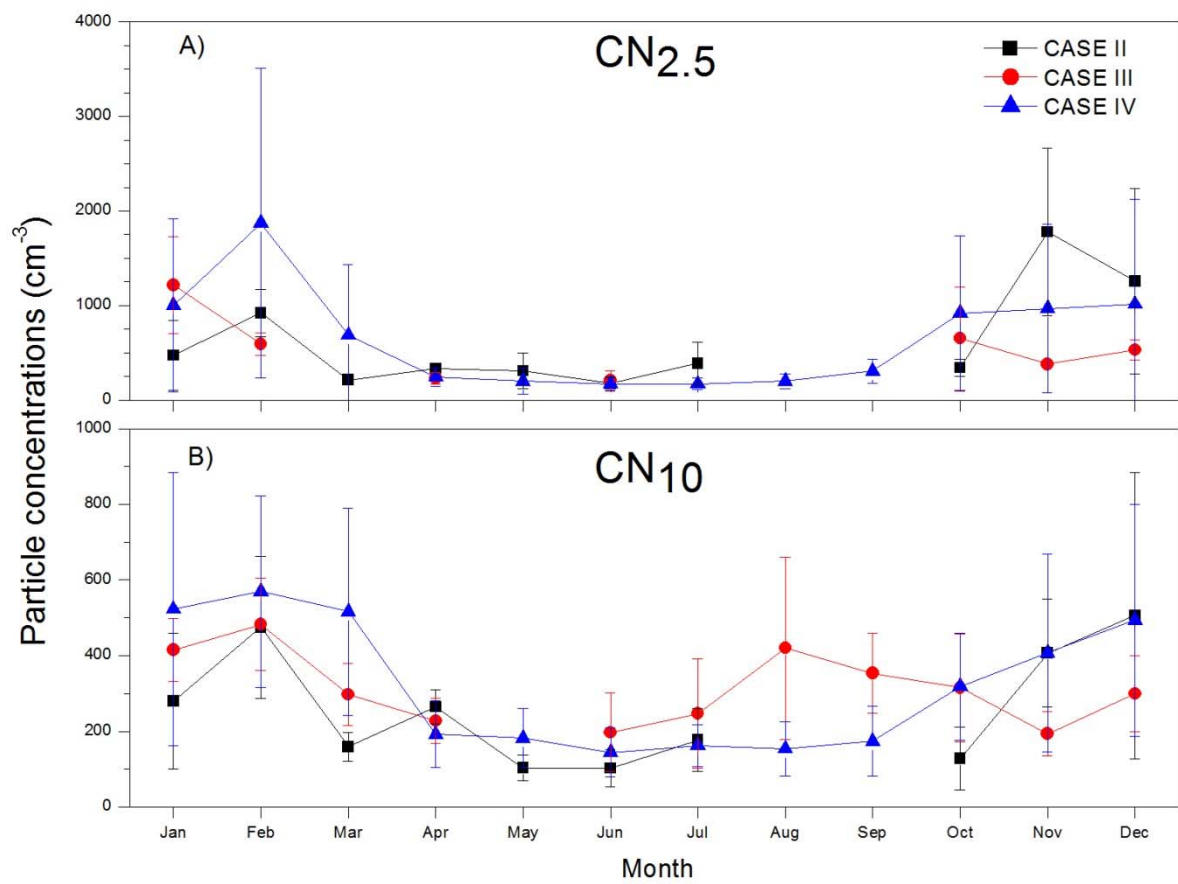 Particle concentrations (cm⁻³)
A)
CN₂.₅
CASE II
CASE III
CASE IV
4000
3000
2000
1000
0
B)
CN₁₀
1000
800
600
400
200
0
Jan Feb Mar Apr May Jun Jul Aug Sep Oct Nov Dec
Month